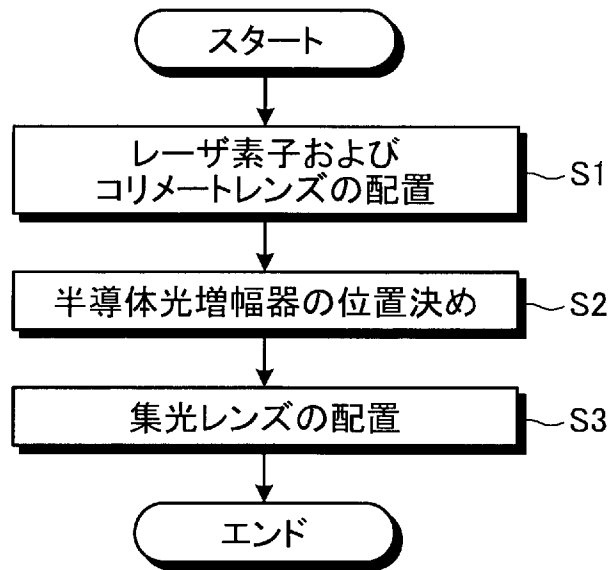 スタート
レーザ素子および
コリメートレンズの配置
S1
半導体光増幅器の位置決め
S2
集光レンズの配置
S3
エンド